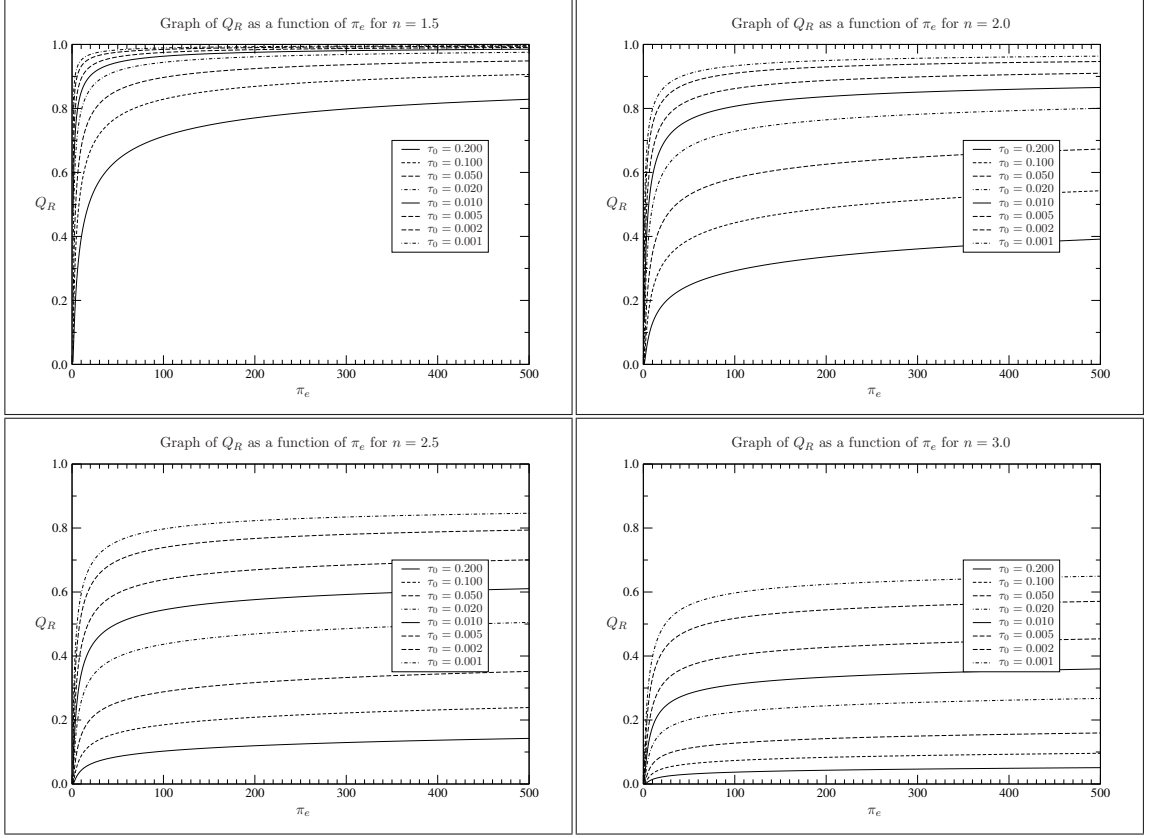 Graph of Q_R as a function of π_e for n = 1.5
1.0
0.8
0.6
Q_R
0.4
0.2
0.0
0 100 200 300 400 500
π_e
τ_0 = 0.200
τ_0 = 0.100
τ_0 = 0.050
τ_0 = 0.020
τ_0 = 0.010
τ_0 = 0.005
τ_0 = 0.002
τ_0 = 0.001
Graph of Q_R as a function of π_e for n = 2.0
1.0
0.8
0.6
Q_R
0.4
0.2
0.0
0 100 200 300 400 500
π_e
τ_0 = 0.200
τ_0 = 0.100
τ_0 = 0.050
τ_0 = 0.020
τ_0 = 0.010
τ_0 = 0.005
τ_0 = 0.002
τ_0 = 0.001
Graph of Q_R as a function of π_e for n = 2.5
1.0
0.8
0.6
Q_R
0.4
0.2
0.0
0 100 200 300 400 500
π_e
τ_0 = 0.200
τ_0 = 0.100
τ_0 = 0.050
τ_0 = 0.020
τ_0 = 0.010
τ_0 = 0.005
τ_0 = 0.002
τ_0 = 0.001
Graph of Q_R as a function of π_e for n = 3.0
1.0
0.8
0.6
Q_R
0.4
0.2
0.0
0 100 200 300 400 500
π_e
τ_0 = 0.200
τ_0 = 0.100
τ_0 = 0.050
τ_0 = 0.020
τ_0 = 0.010
τ_0 = 0.005
τ_0 = 0.002
τ_0 = 0.001